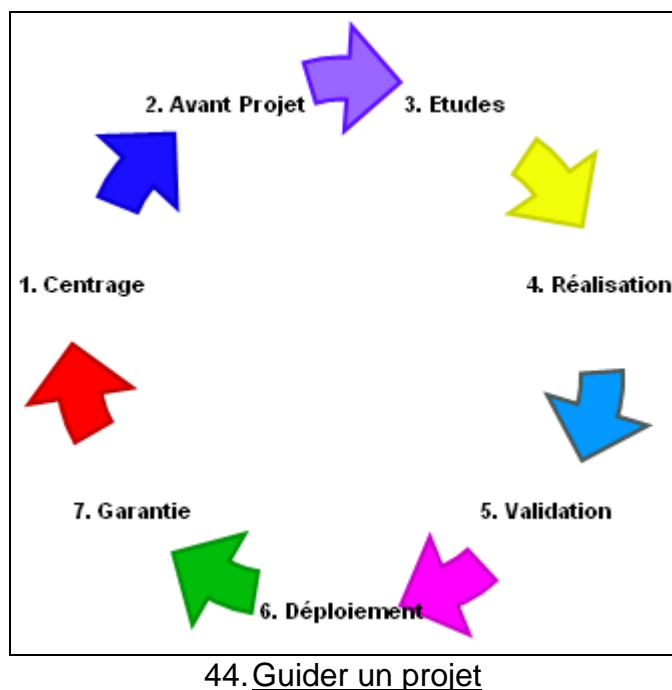 2. Avant Projet
3. Etudes
1. Centrage
4. Réalisation
7. Garantie
5. Validation
6. Déploiement
44. Guider un projet